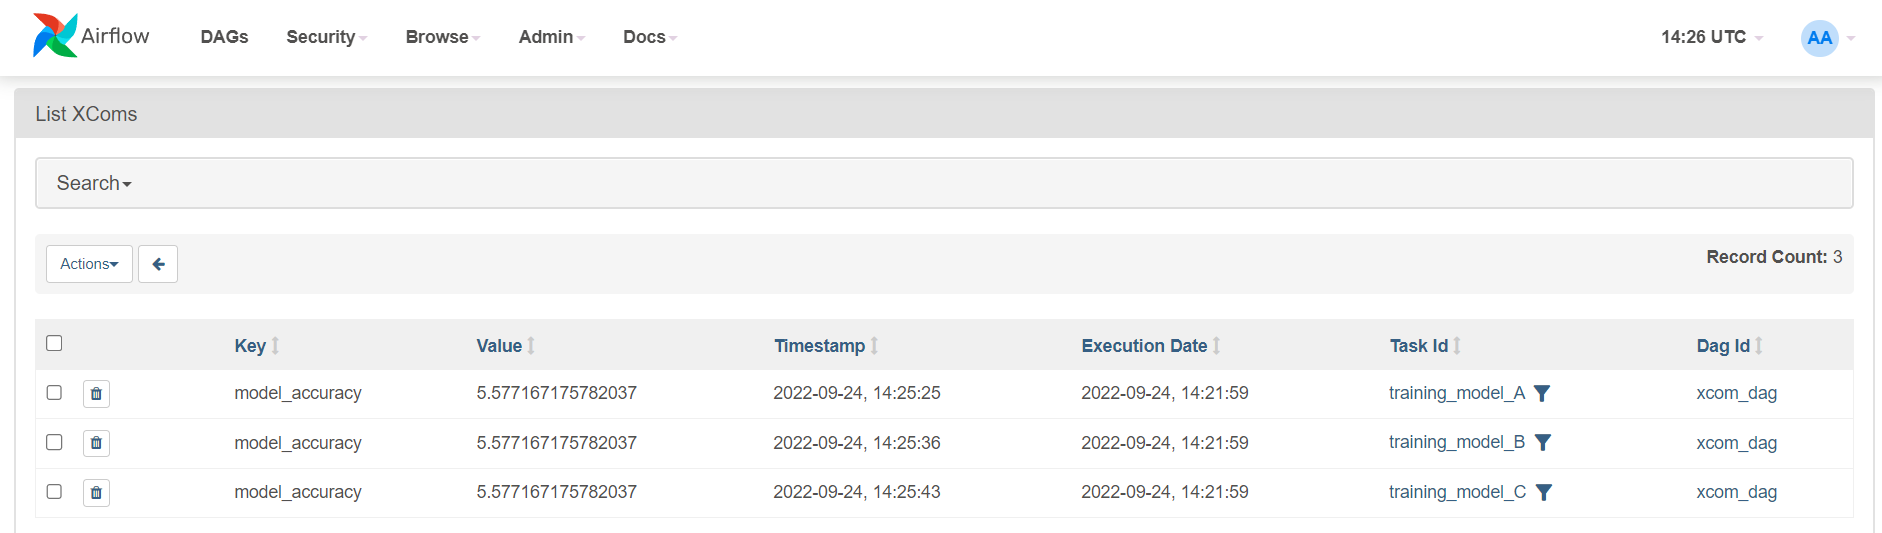 Airflow DAGs Security Browse Admin Docs 14:26 UTC AA
List XComs
Search
Actions Record Count: 3
Key Value Timestamp Execution Date Task Id Dag Id
model_accuracy 5.577167175782037 2022-09-24, 14:25:25 2022-09-24, 14:21:59 training_model_A xcom_dag
model_accuracy 5.577167175782037 2022-09-24, 14:25:36 2022-09-24, 14:21:59 training_model_B xcom_dag
model_accuracy 5.577167175782037 2022-09-24, 14:25:43 2022-09-24, 14:21:59 training_model_C xcom_dag